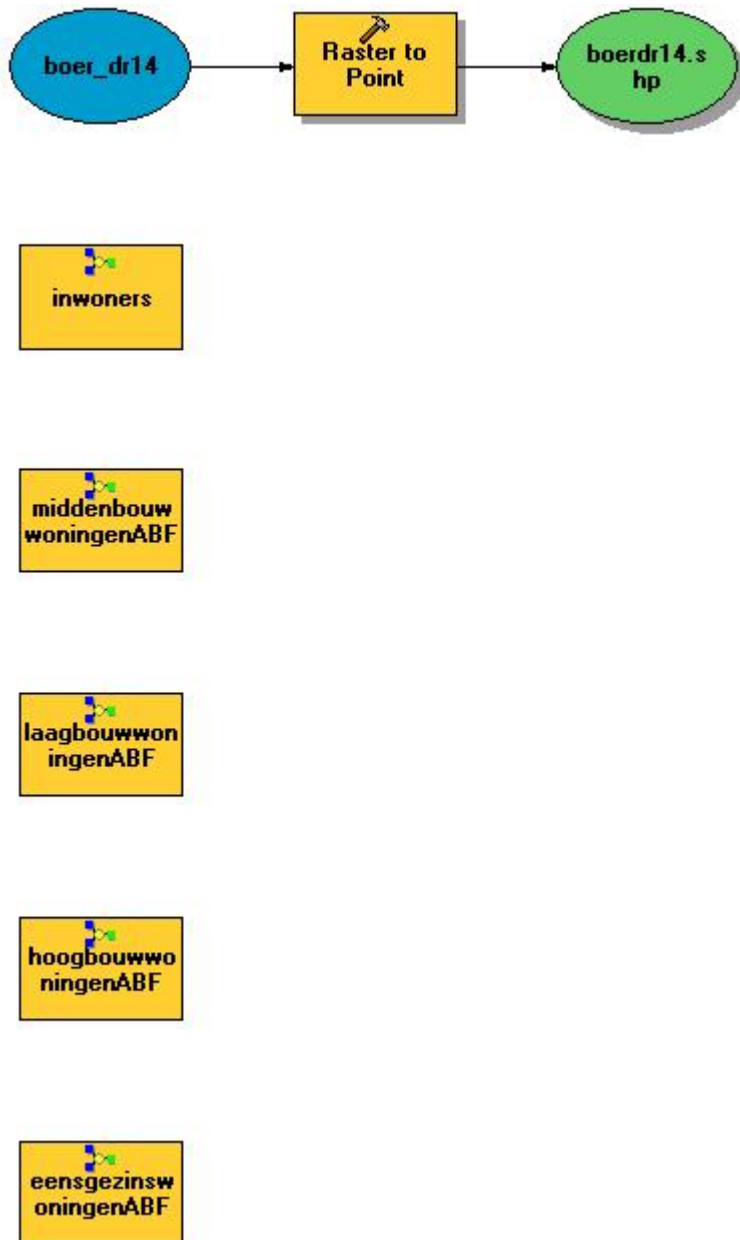 boer_dr14
Raster to
Point
boerdr14.s
hp
inwoners
middenbouw
woningenABF
laagbouwwon
ingenABF
hoogbouwwo
ningenABF
eensgezinsw
oningenABF